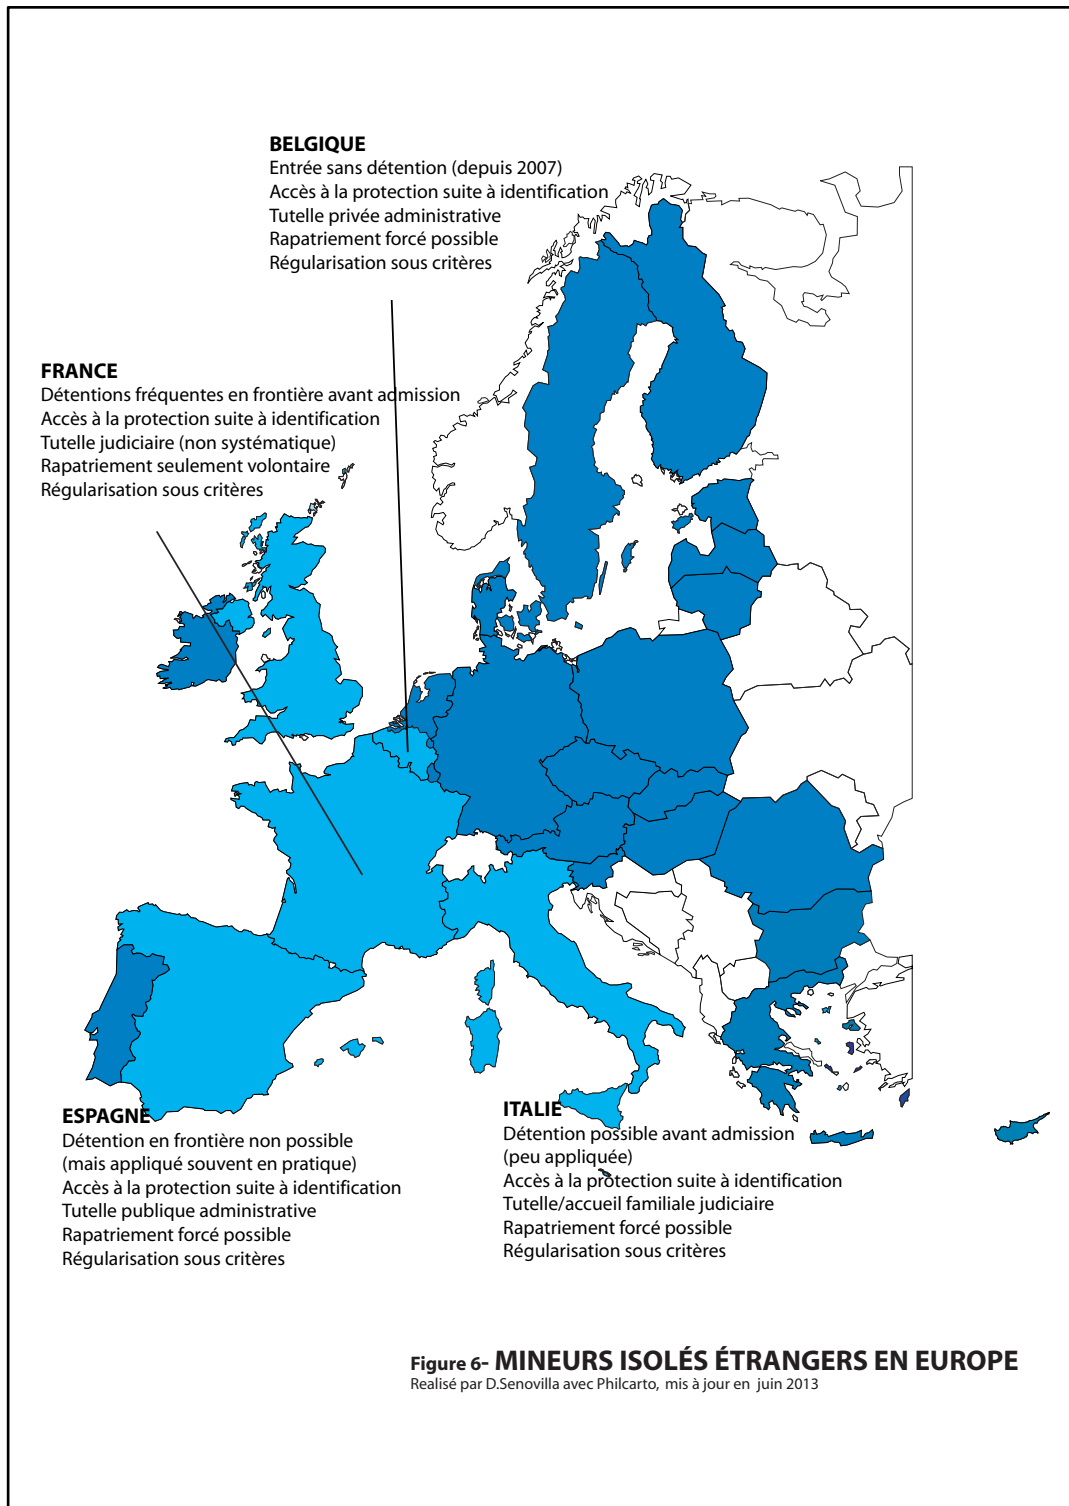 BELGIQUE
Entrée sans détention (depuis 2007)
Accès à la protection suite à identification
Tutelle privée administrative
Rapatriement forcé possible
Régularisation sous critères
FRANCE
Détentions fréquentes en frontière avant admission
Accès à la protection suite à identification
Tutelle judiciaire (non systématique)
Rapatriement seulement volontaire
Régularisation sous critères
ESPAGNE
Détention en frontière non possible
(mais appliqué souvent en pratique)
Accès à la protection suite à identification
Tutelle publique administrative
Rapatriement forcé possible
Régularisation sous critères
ITALIE
Détention possible avant admission
(peu appliquée)
Accès à la protection suite à identification
Tutelle/accueil familiale judiciaire
Rapatriement forcé possible
Régularisation sous critères
Figure 6- MINEURS ISOLÉS ÉTRANGERS EN EUROPE
Realisé par D.Senovilla avec Philcarto, mis à jour en juin 2013